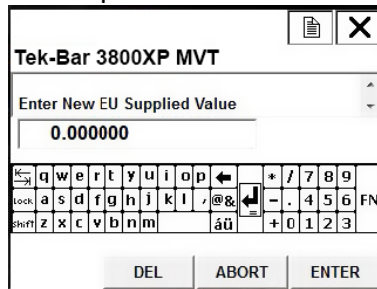 Tek-Bar 3800XP MVT
Enter New EU Supplied Value
0.000000
q w e r t y u i o p * / 7 8 9
Lock a s d f g h j k l , @& - . 4 5 6 FN
Shift z x c v b n m áü = + 0 1 2 3
DEL ABORT ENTER